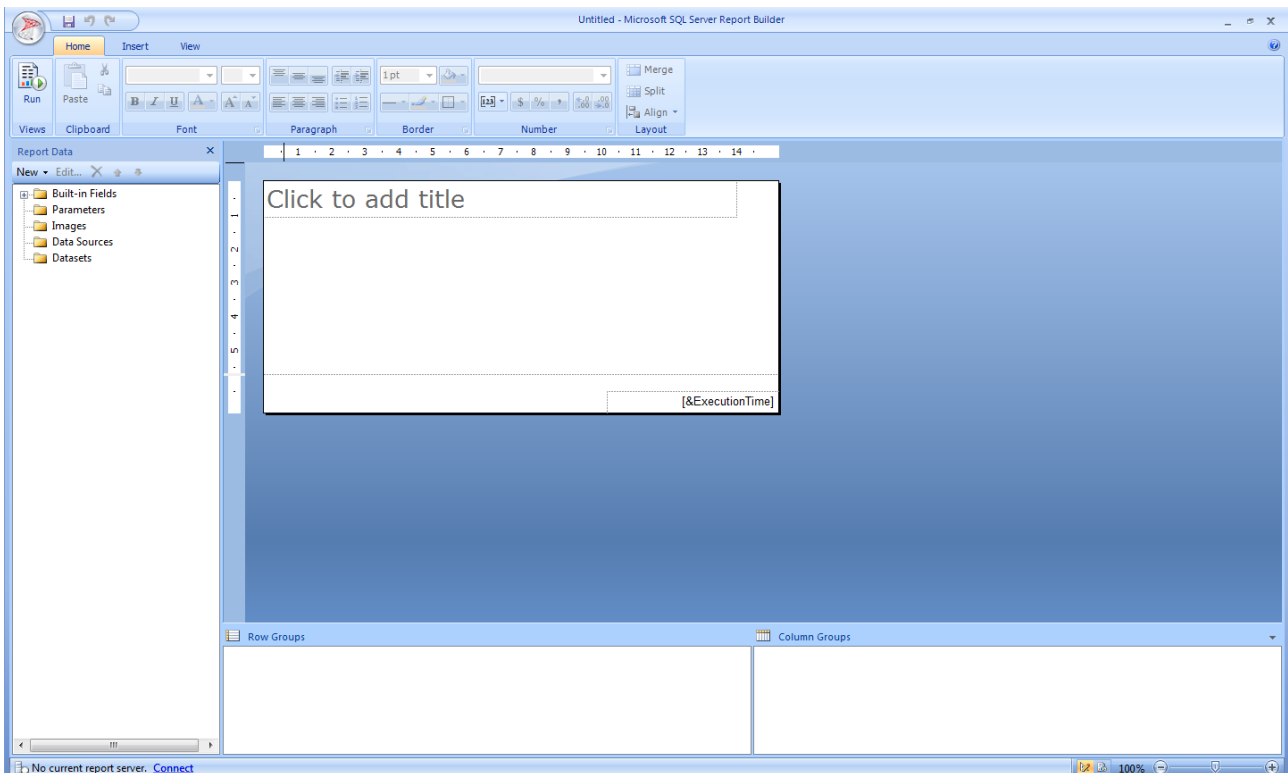 Untitled - Microsoft SQL Server Report Builder
Home Insert View
Run
Paste
1 pt
B I U A A A
$ % ,
Merge
Split
Align
Views Clipboard Font Paragraph Border Number Layout
Report Data
New Edit...
Built-in Fields
Parameters
Images
Data Sources
Datasets
1 2 3 4 5 6 7 8 9 10 11 12 13 14
1
2
3
4
5
Click to add title
[&ExecutionTime]
Row Groups
Column Groups
No current report server. Connect
100%